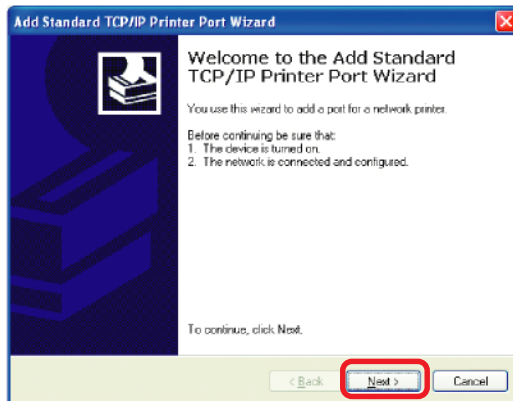 Add Standard TCP/IP Printer Port Wizard
Welcome to the Add Standard
TCP/IP Printer Port Wizard
You use this wizard to add a port for a network printer.
Before continuing be sure that:
1. The device is turned on.
2. The network is connected and configured.
To continue, click Next.
< Back Next > Cancel